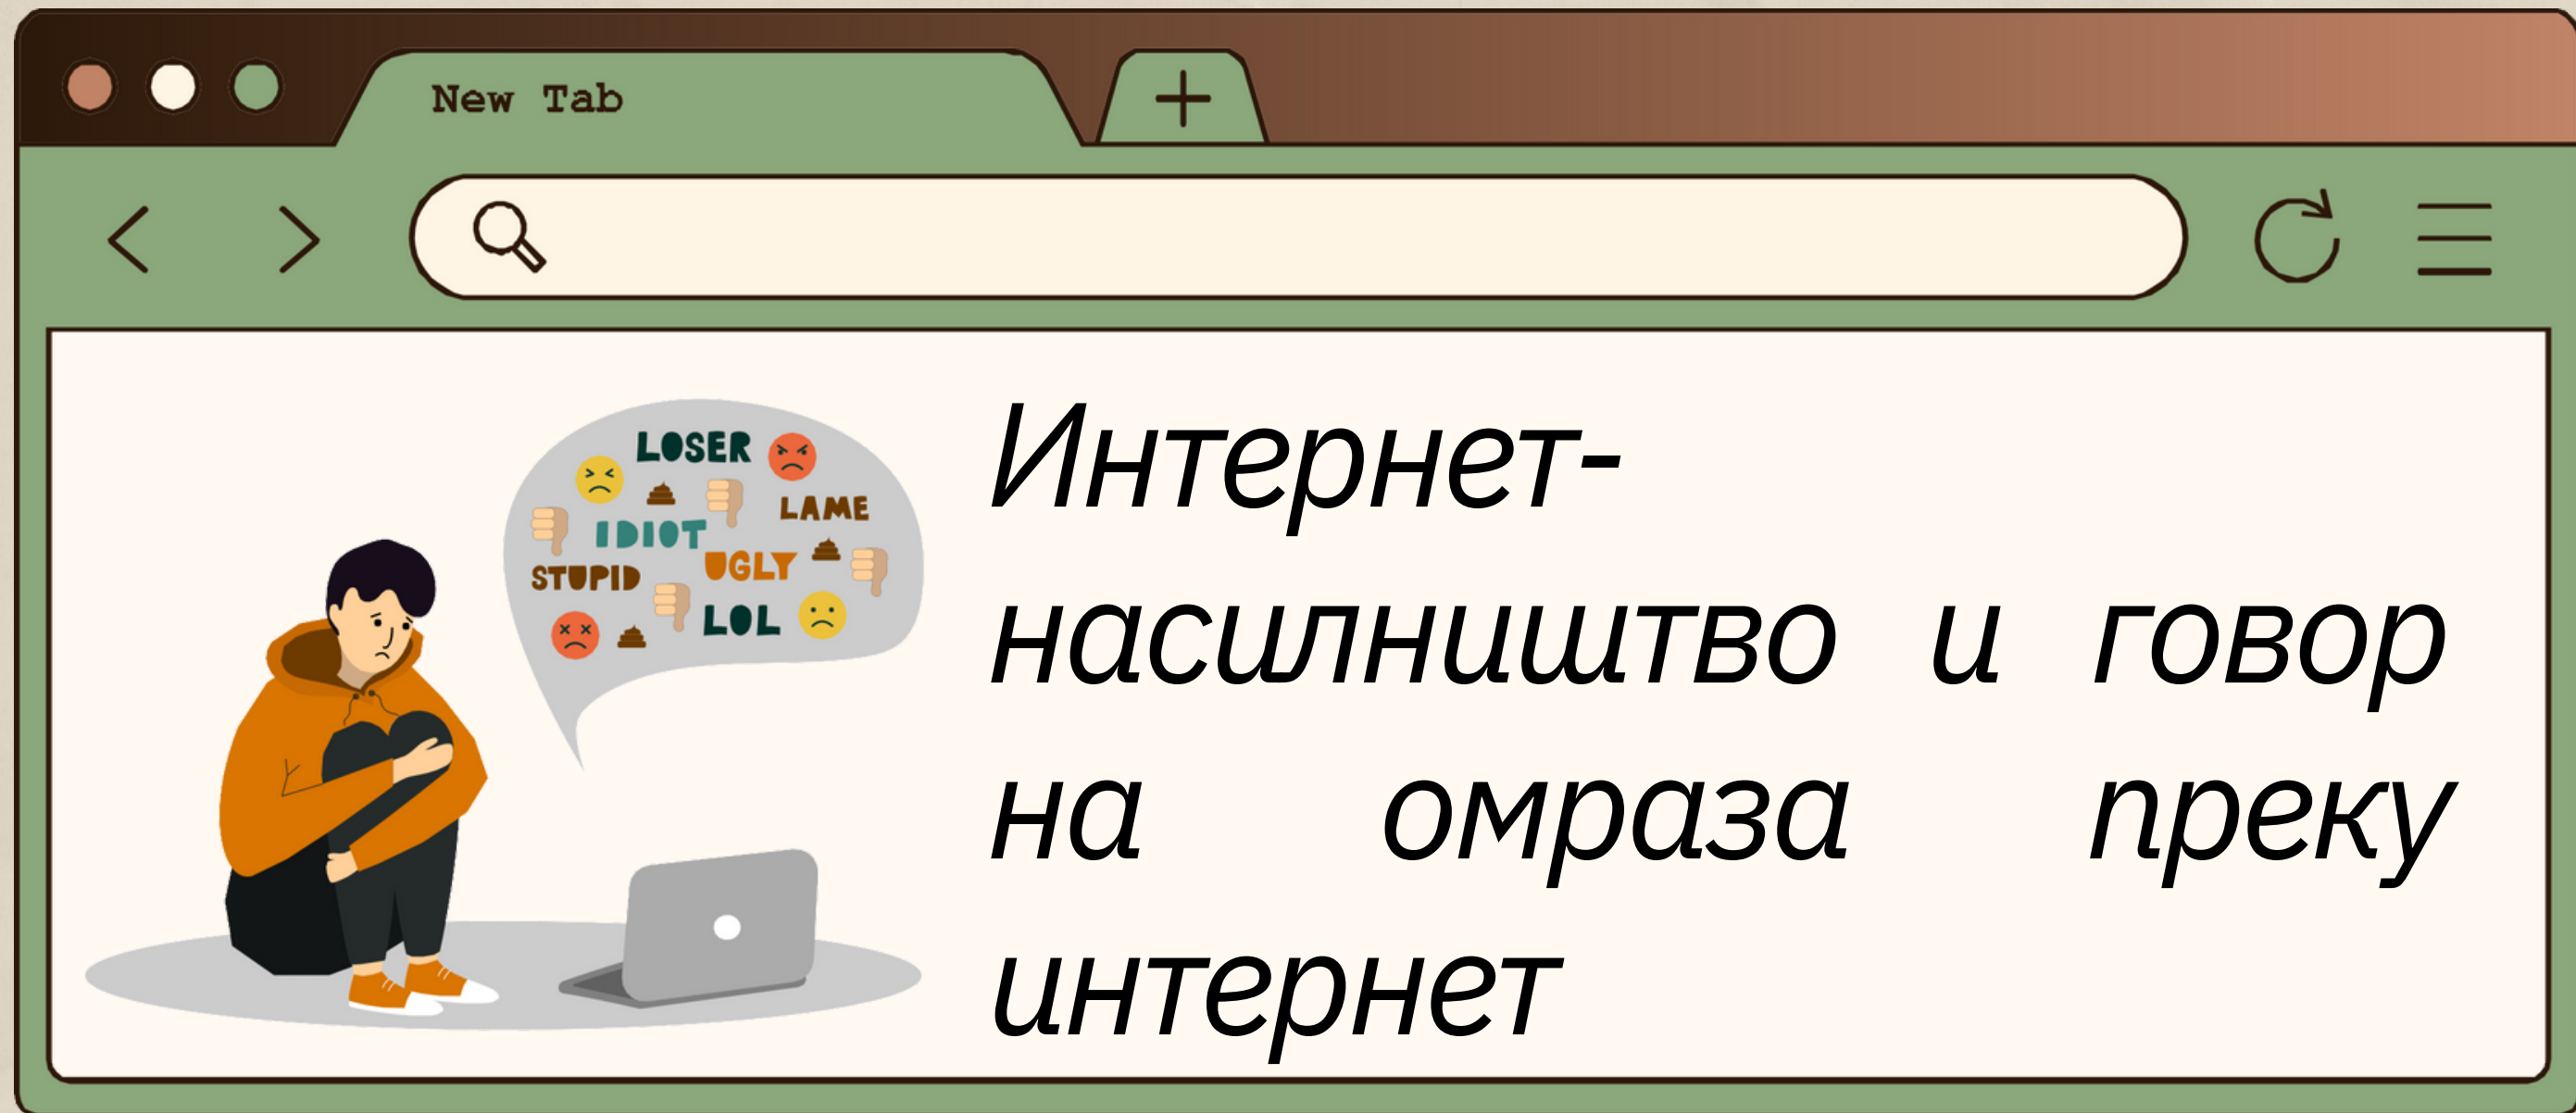 New Tab
LOSER
LAME
IDIOT
UGLY
STUPID
LOL
Интернет-
насилништво и говор
на омраза преку
интернет